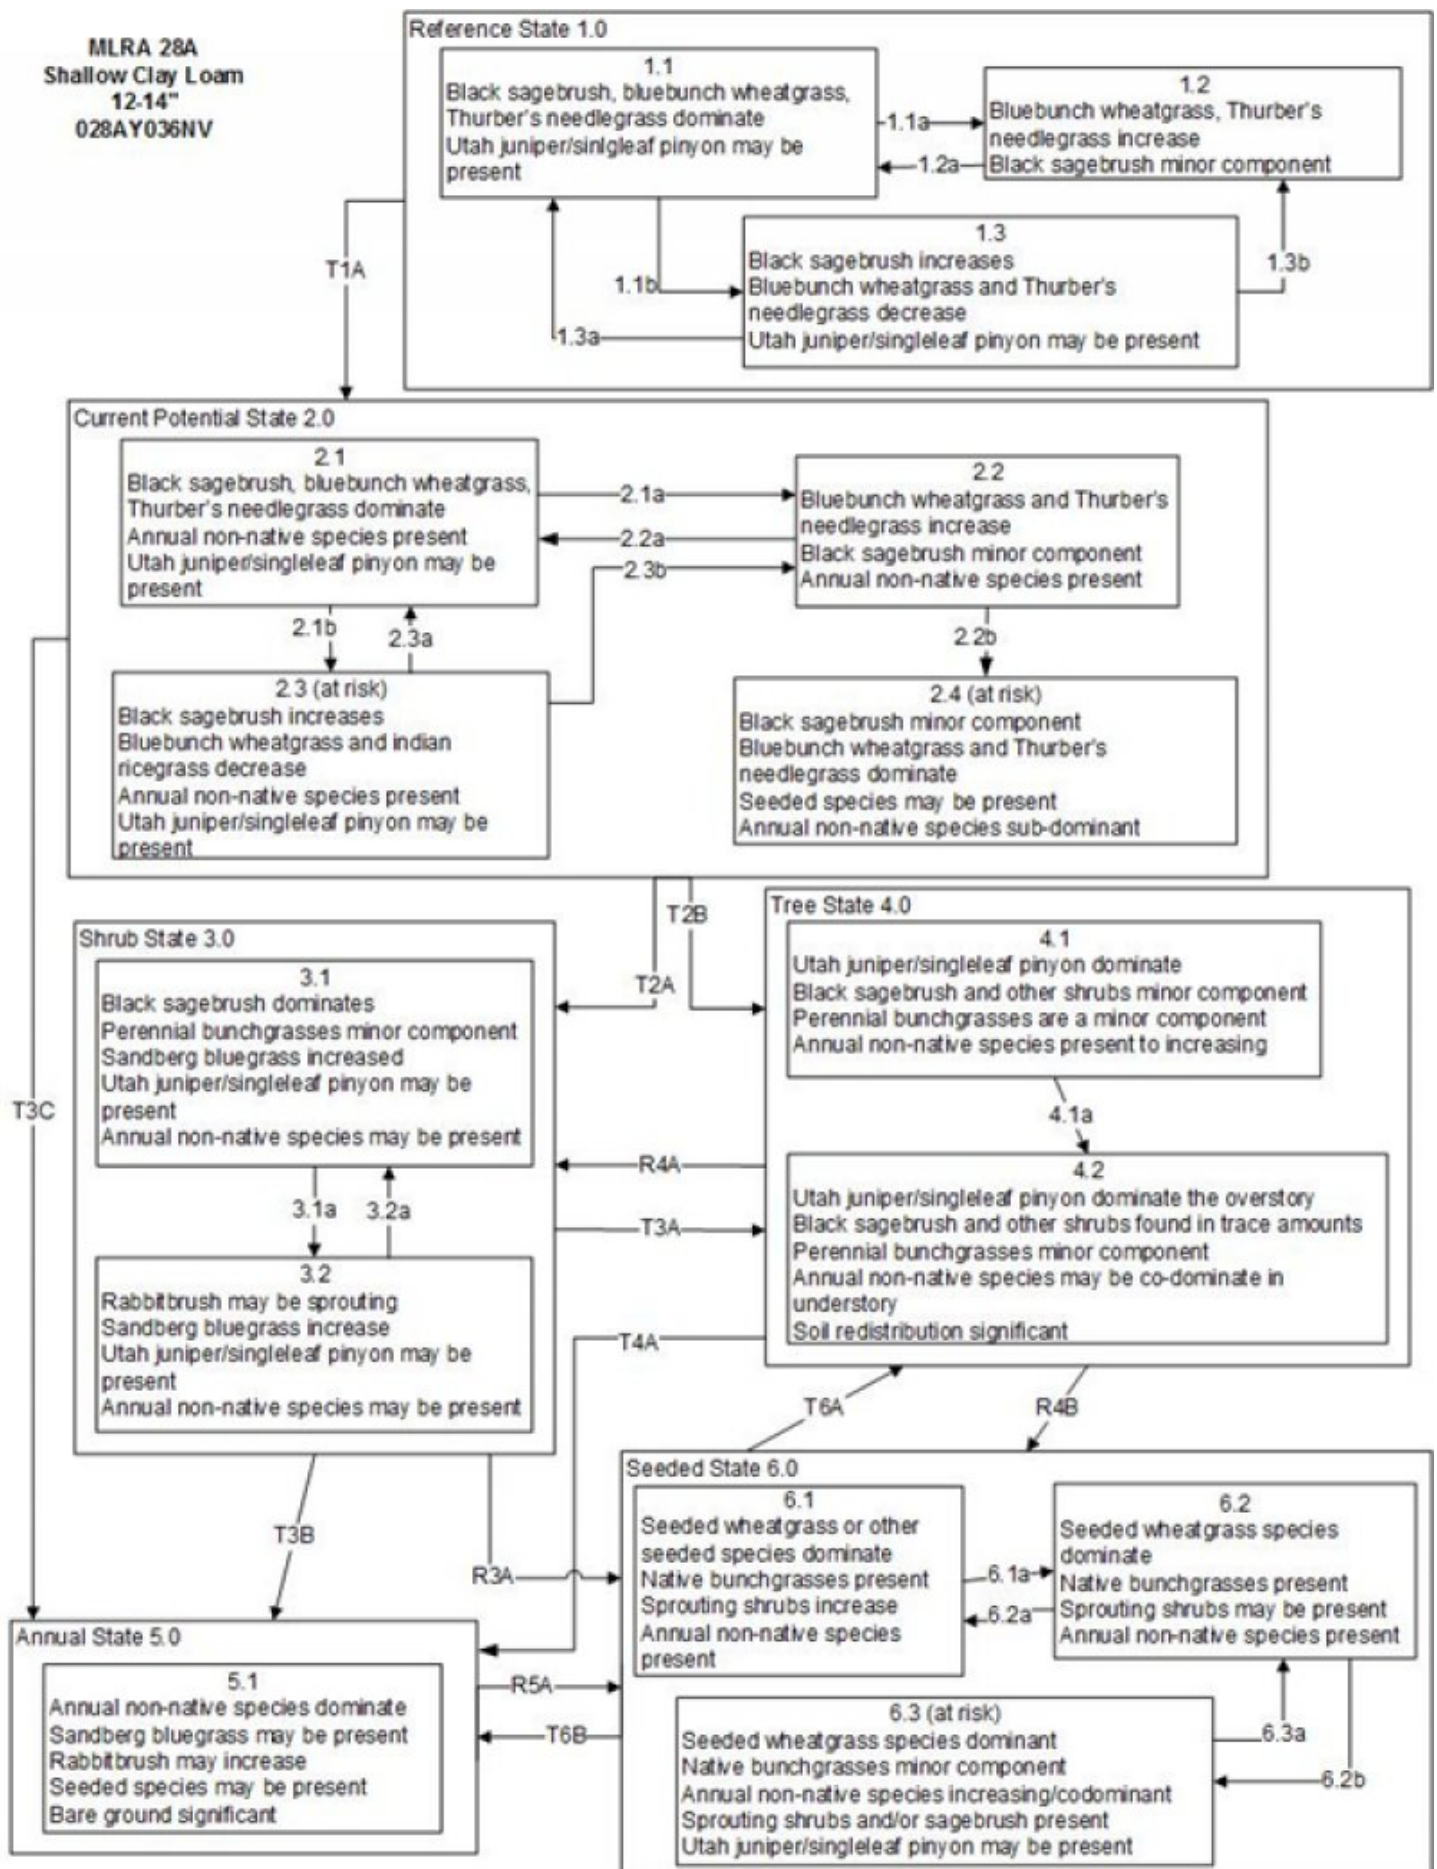 MLRA 28A
Shallow Clay Loam
12-14"
028AY036NV
Reference State 1.0
1.1
Black sagebrush, bluebunch wheatgrass,
Thurber's needlegrass dominate
Utah juniper/sinlgleaf pinyon may be
present
1.1a
1.2a
1.2
Bluebunch wheatgrass, Thurber's
needlegrass increase
Black sagebrush minor component
T1A
1.1b
1.3a
1.3
Black sagebrush increases
Bluebunch wheatgrass and Thurber's
needlegrass decrease
Utah juniper/singleleaf pinyon may be present
1.3b
Current Potential State 2.0
2.1
Black sagebrush, bluebunch wheatgrass,
Thurber's needlegrass dominate
Annual non-native species present
Utah juniper/singleleaf pinyon may be
present
2.1a
2.2a
2.3b
2.2
Bluebunch wheatgrass and Thurber's
needlegrass increase
Black sagebrush minor component
Annual non-native species present
2.1b
2.3a
2.2b
2.3 (at risk)
Black sagebrush increases
Bluebunch wheatgrass and indian
ricegrass decrease
Annual non-native species present
Utah juniper/singleleaf pinyon may be
present
2.4 (at risk)
Black sagebrush minor component
Bluebunch wheatgrass and Thurber's
needlegrass dominate
Seeded species may be present
Annual non-native species sub-dominant
T2B
T2A
T3C
Shrub State 3.0
3.1
Black sagebrush dominates
Perennial bunchgrasses minor component
Sandberg bluegrass increased
Utah juniper/singleleaf pinyon may be
present
Annual non-native species may be present
3.1a
3.2a
3.2
Rabbitbrush may be sprouting
Sandberg bluegrass increase
Utah juniper/singleleaf pinyon may be
present
Annual non-native species may be present
R4A
T3A
T4A
Tree State 4.0
4.1
Utah juniper/singleleaf pinyon dominate
Black sagebrush and other shrubs minor component
Perennial bunchgrasses are a minor component
Annual non-native species present to increasing
4.1a
4.2
Utah juniper/singleleaf pinyon dominate the overstory
Black sagebrush and other shrubs found in trace amounts
Perennial bunchgrasses minor component
Annual non-native species may be co-dominate in
understory
Soil redistribution significant
T6A
R4B
T3B
R3A
Annual State 5.0
5.1
Annual non-native species dominate
Sandberg bluegrass may be present
Rabbitbrush may increase
Seeded species may be present
Bare ground significant
R5A
T6B
Seeded State 6.0
6.1
Seeded wheatgrass or other
seeded species dominate
Native bunchgrasses present
Sprouting shrubs increase
Annual non-native species
present
6.1a
6.2a
6.2
Seeded wheatgrass species
dominate
Native bunchgrasses present
Sprouting shrubs may be present
Annual non-native species present
6.3 (at risk)
Seeded wheatgrass species dominant
Native bunchgrasses minor component
Annual non-native species increasing/codominant
Sprouting shrubs and/or sagebrush present
Utah juniper/singleleaf pinyon may be present
6.3a
6.2b